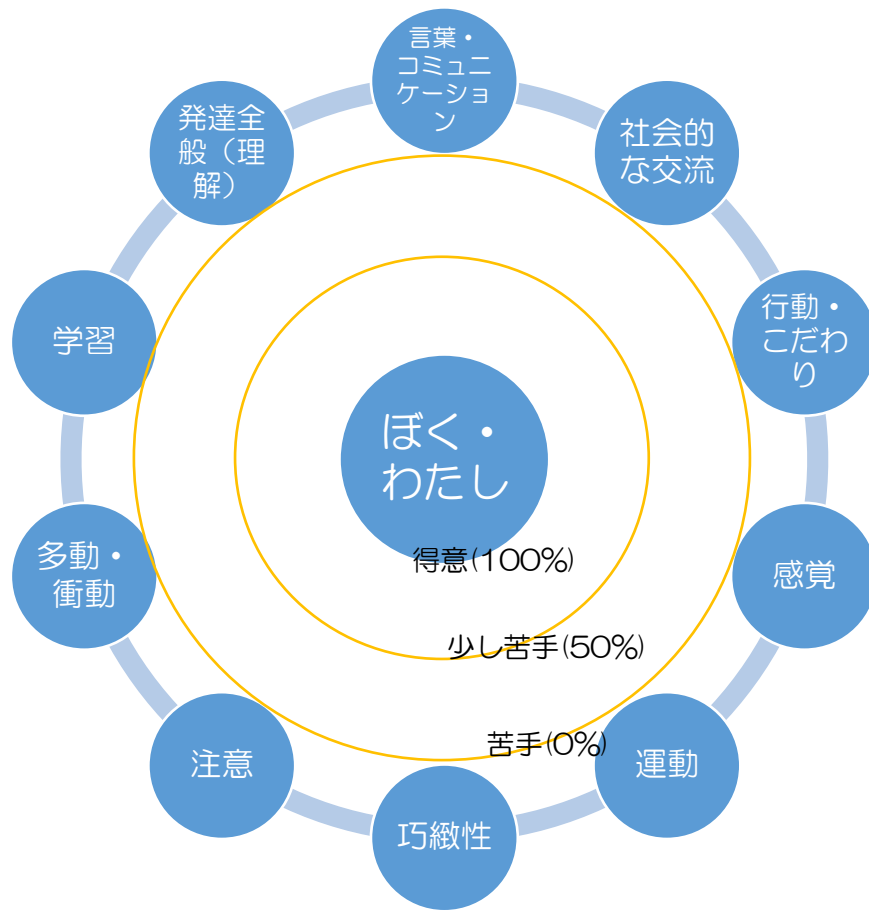 言葉・
コミュニ
ケーショ
ン
社会的
な交流
行動・
こだわ
り
感覚
運動
巧緻性
注意
多動・
衝動
学習
発達全
般（理
解）
ぼく・
わたし
得意(100%)
少し苦手(50%)
苦手(0%)